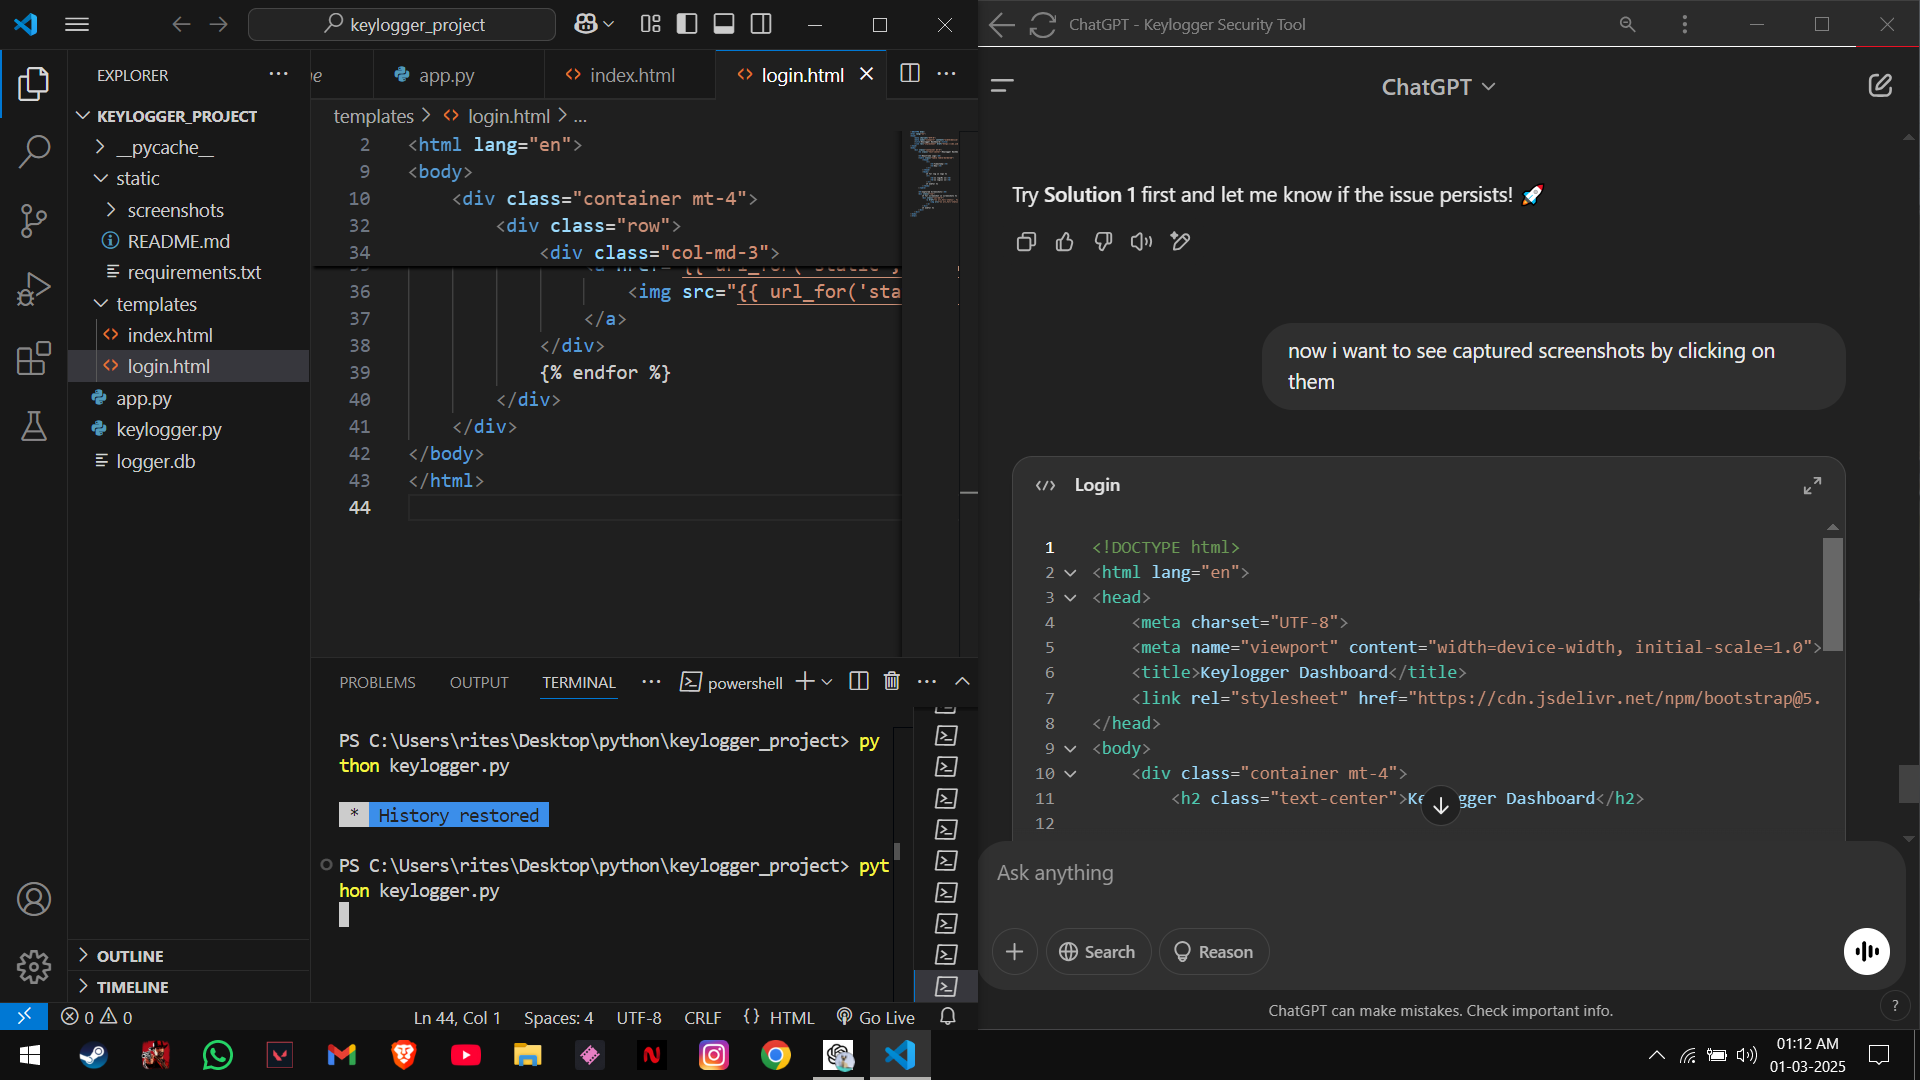 keylogger_project
EXPLORER
KEYLOGGER_PROJECT
__pycache__
static
screenshots
README.md
requirements.txt
templates
index.html
login.html
app.py
keylogger.py
logger.db
OUTLINE
TIMELINE
app.py
index.html
login.html
templates > login.html > ...
2 <html lang="en">
9 <body>
10 <div class="container mt-4">
32 <div class="row">
34 <div class="col-md-3">
36 <img src="{{ url_for('sta
37 </a>
38 </div>
39 {% endfor %}
40 </div>
41 </div>
42 </body>
43 </html>
44
PROBLEMS
OUTPUT
TERMINAL
powershell
PS C:\Users\rites\Desktop\python\keylogger_project> py
thon keylogger.py
* History restored
PS C:\Users\rites\Desktop\python\keylogger_project> pyt
hon keylogger.py
0 0
Ln 44, Col 1
Spaces: 4
UTF-8
CRLF
{} HTML
Go Live
ChatGPT - Keylogger Security Tool
ChatGPT
Try Solution 1 first and let me know if the issue persists! 🚀
now i want to see captured screenshots by clicking on
them
Login
1 <!DOCTYPE html>
2 <html lang="en">
3 <head>
4 <meta charset="UTF-8">
5 <meta name="viewport" content="width=device-width, initial-scale=1.0">
6 <title>Keylogger Dashboard</title>
7 <link rel="stylesheet" href="https://cdn.jsdelivr.net/npm/bootstrap@5.
8 </head>
9 <body>
10 <div class="container mt-4">
11 <h2 class="text-center">Keylogger Dashboard</h2>
12
Ask anything
Search
Reason
ChatGPT can make mistakes. Check important info.
?
01:12 AM
01-03-2025